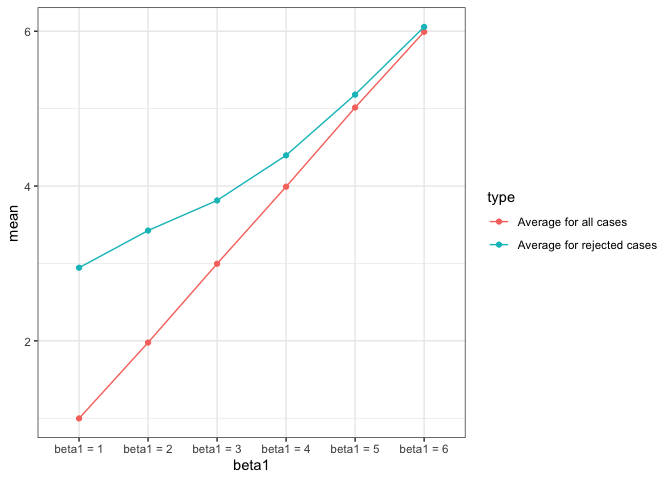 6
4
2
mean
beta1 = 1
beta1 = 2
beta1 = 3
beta1 = 4
beta1 = 5
beta1 = 6
beta1
type
Average for all cases
Average for rejected cases